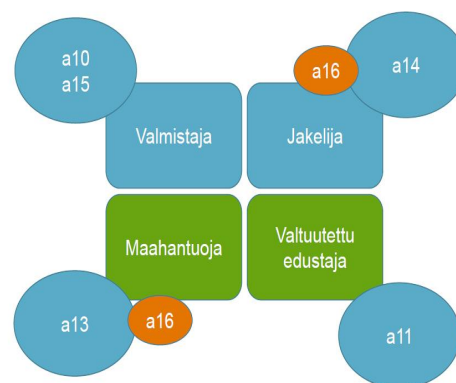 a10
a15
a16
a14
Valmistaja
Jakelija
Maahantuoja
Valtuutettu
edustaja
a13
a16
a11